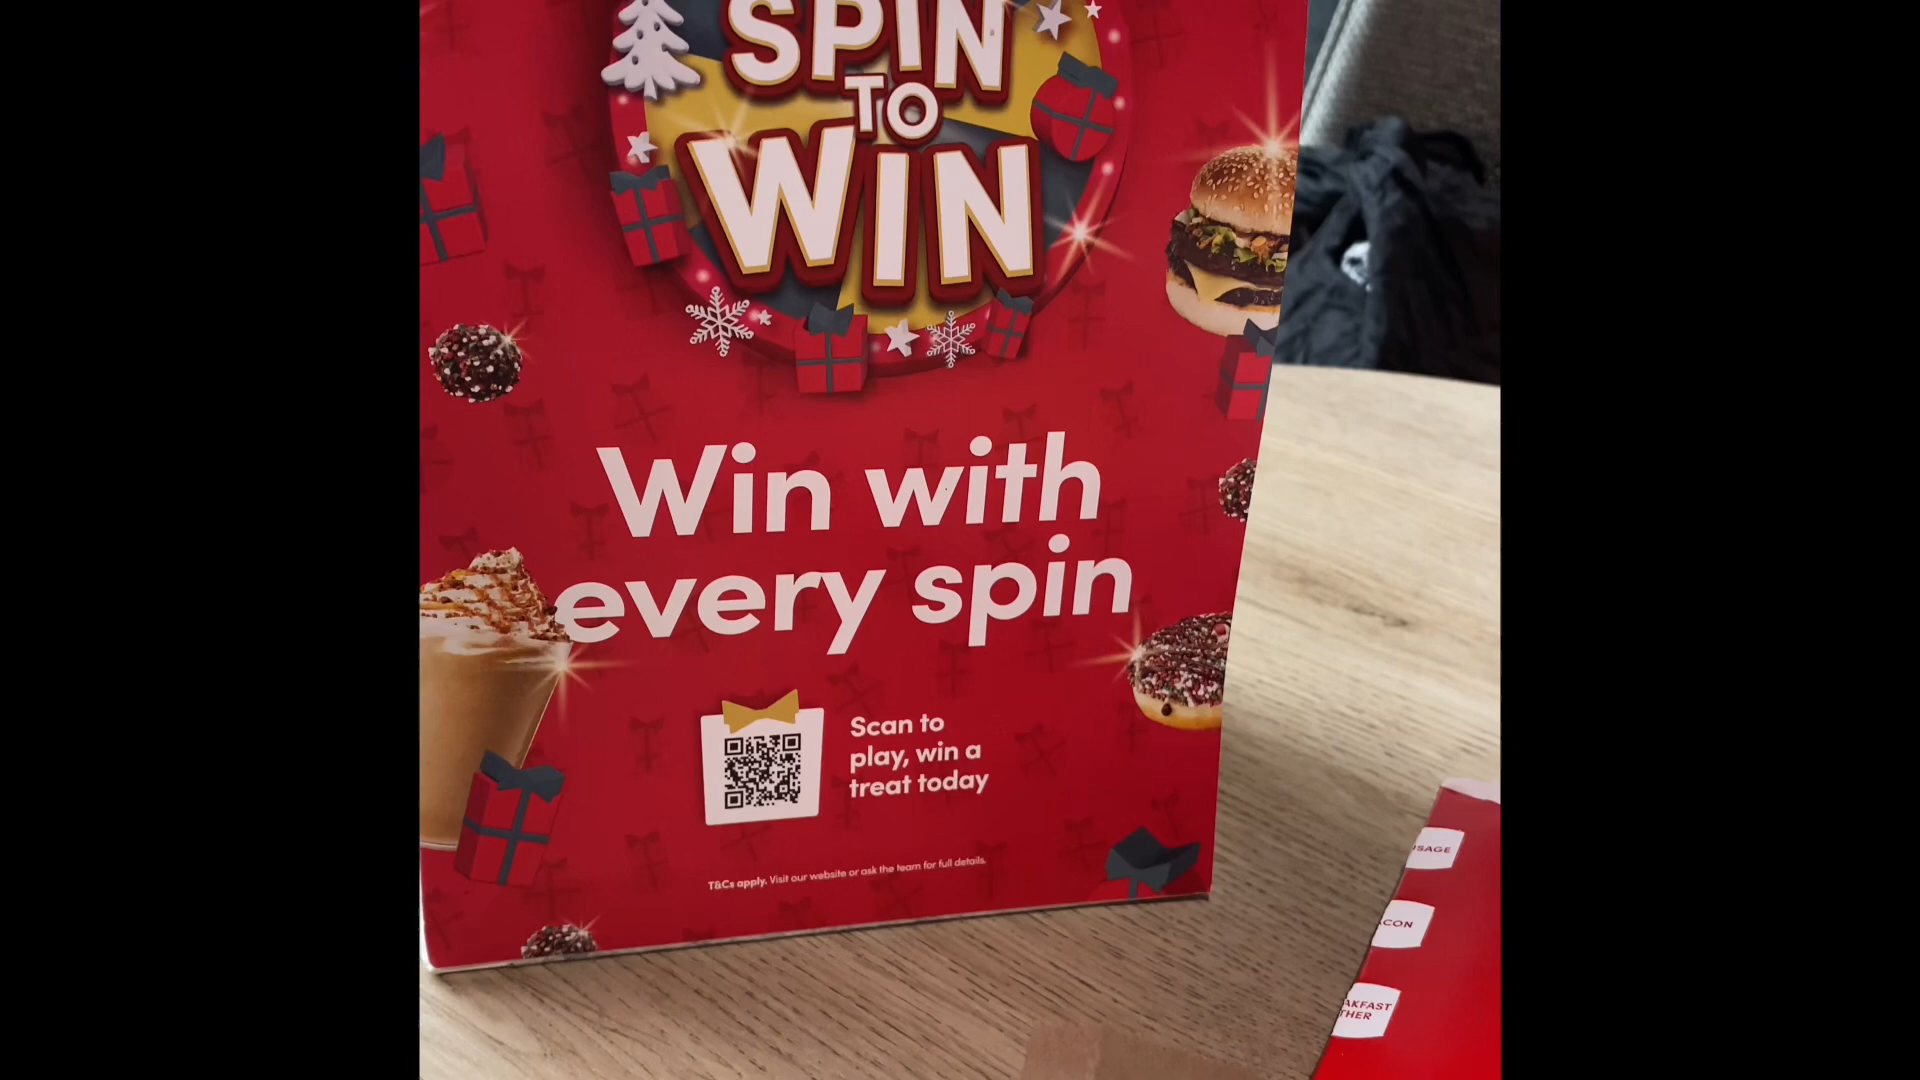 SPIN
TO
WIN
Win with
every spin
Scan to
play, win a
treat today
T&Cs apply. Visit our website or ask the team for full details.